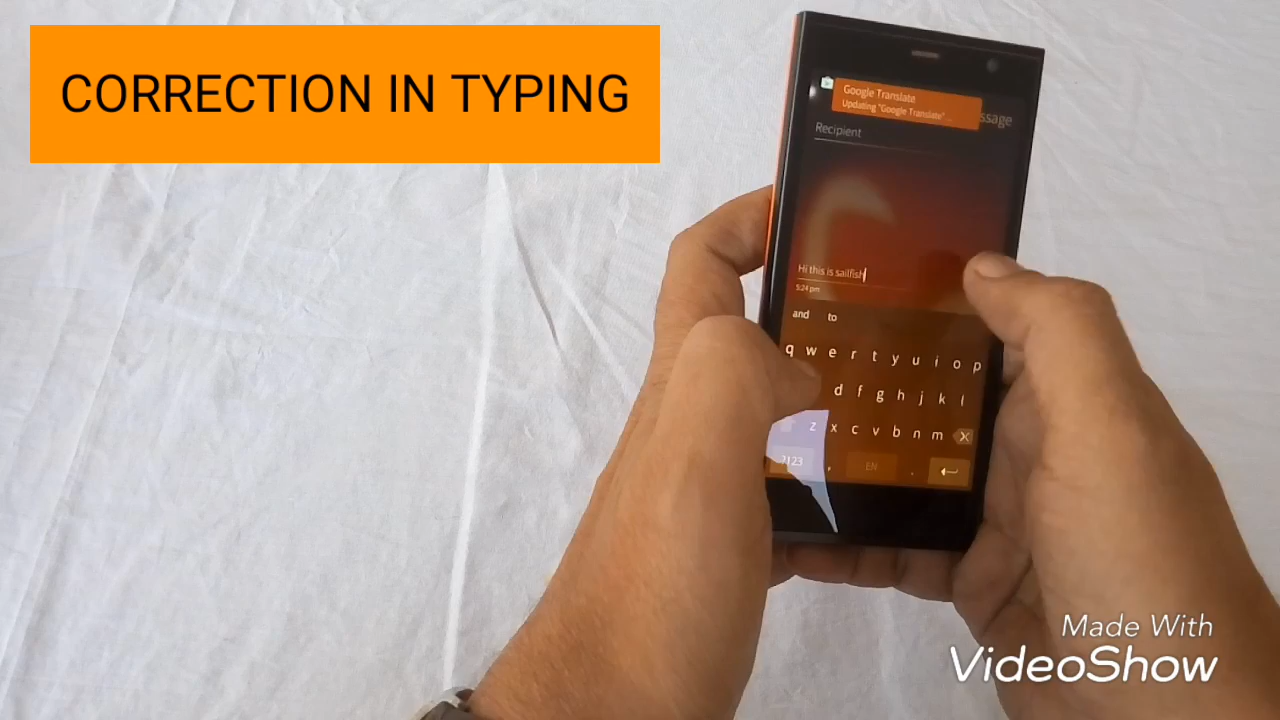 CORRECTION IN TYPING
Google Translate
Updating "Google Translate"...
ssage
Recipient
Hi this is sailfish
5:24 pm
and to
q w e r t y u i o p
d f g h j k l
z x c v b n m
?123 , EN .
Made With
VideoShow